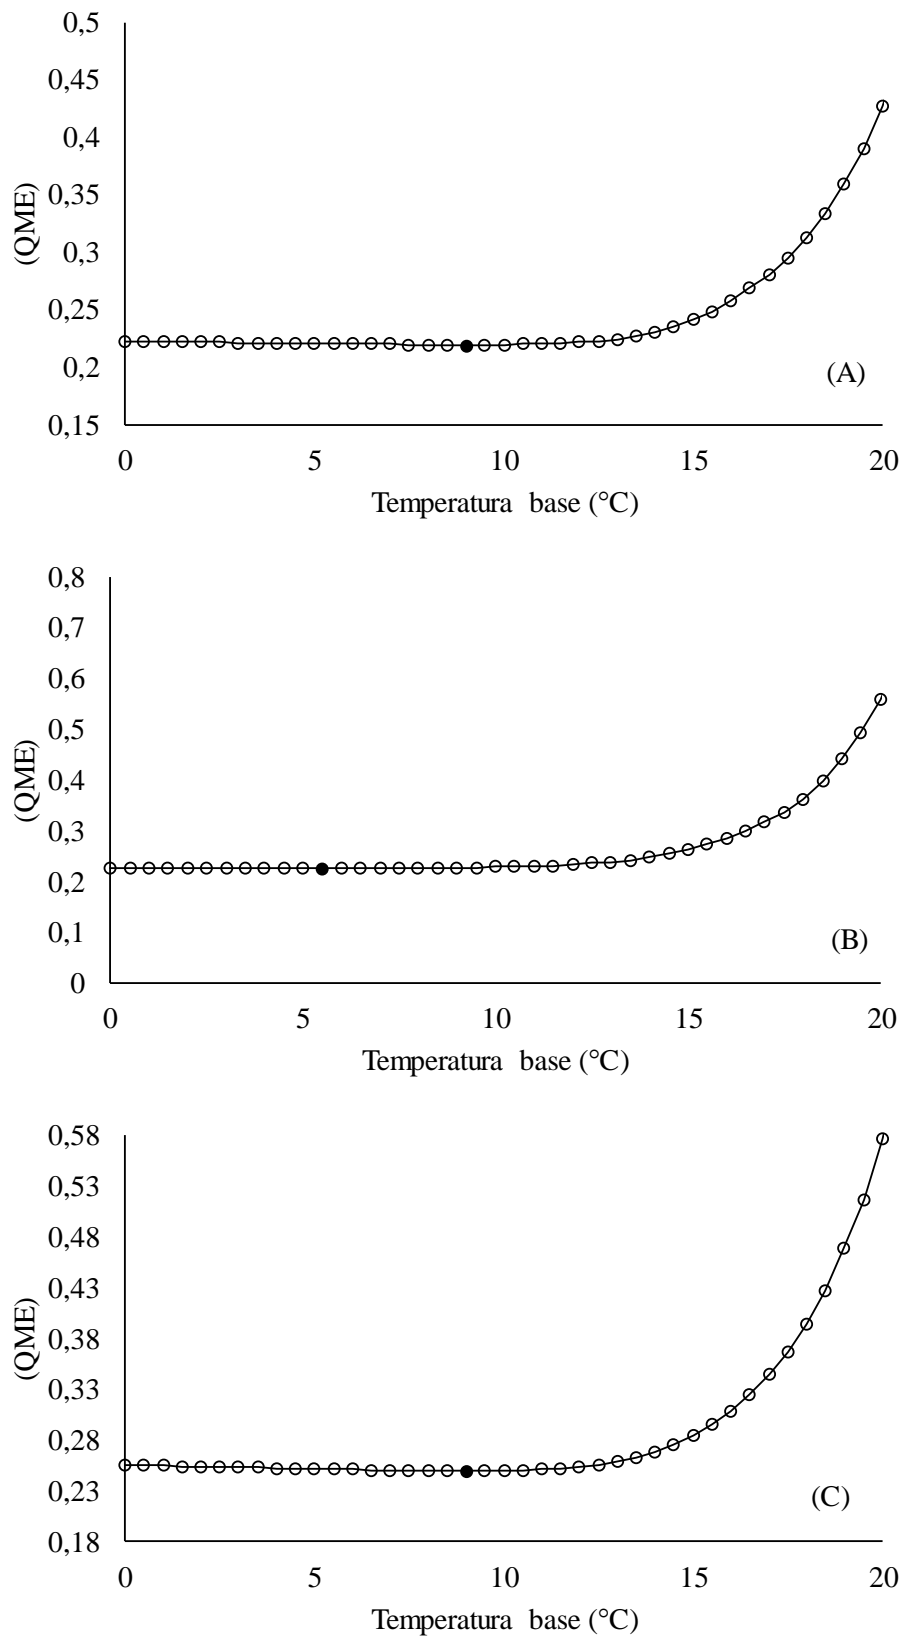 0,5
0,45
0,4
0,35
0,3
0,25
0,2
0,15
(QME)
(A)
0 5 10 15 20
Temperatura base (°C)
0,8
0,7
0,6
0,5
0,4
0,3
0,2
0,1
0
(QME)
(B)
0 5 10 15 20
Temperatura base (°C)
0,58
0,53
0,48
0,43
0,38
0,33
0,28
0,23
0,18
(QME)
(C)
0 5 10 15 20
Temperatura base (°C)